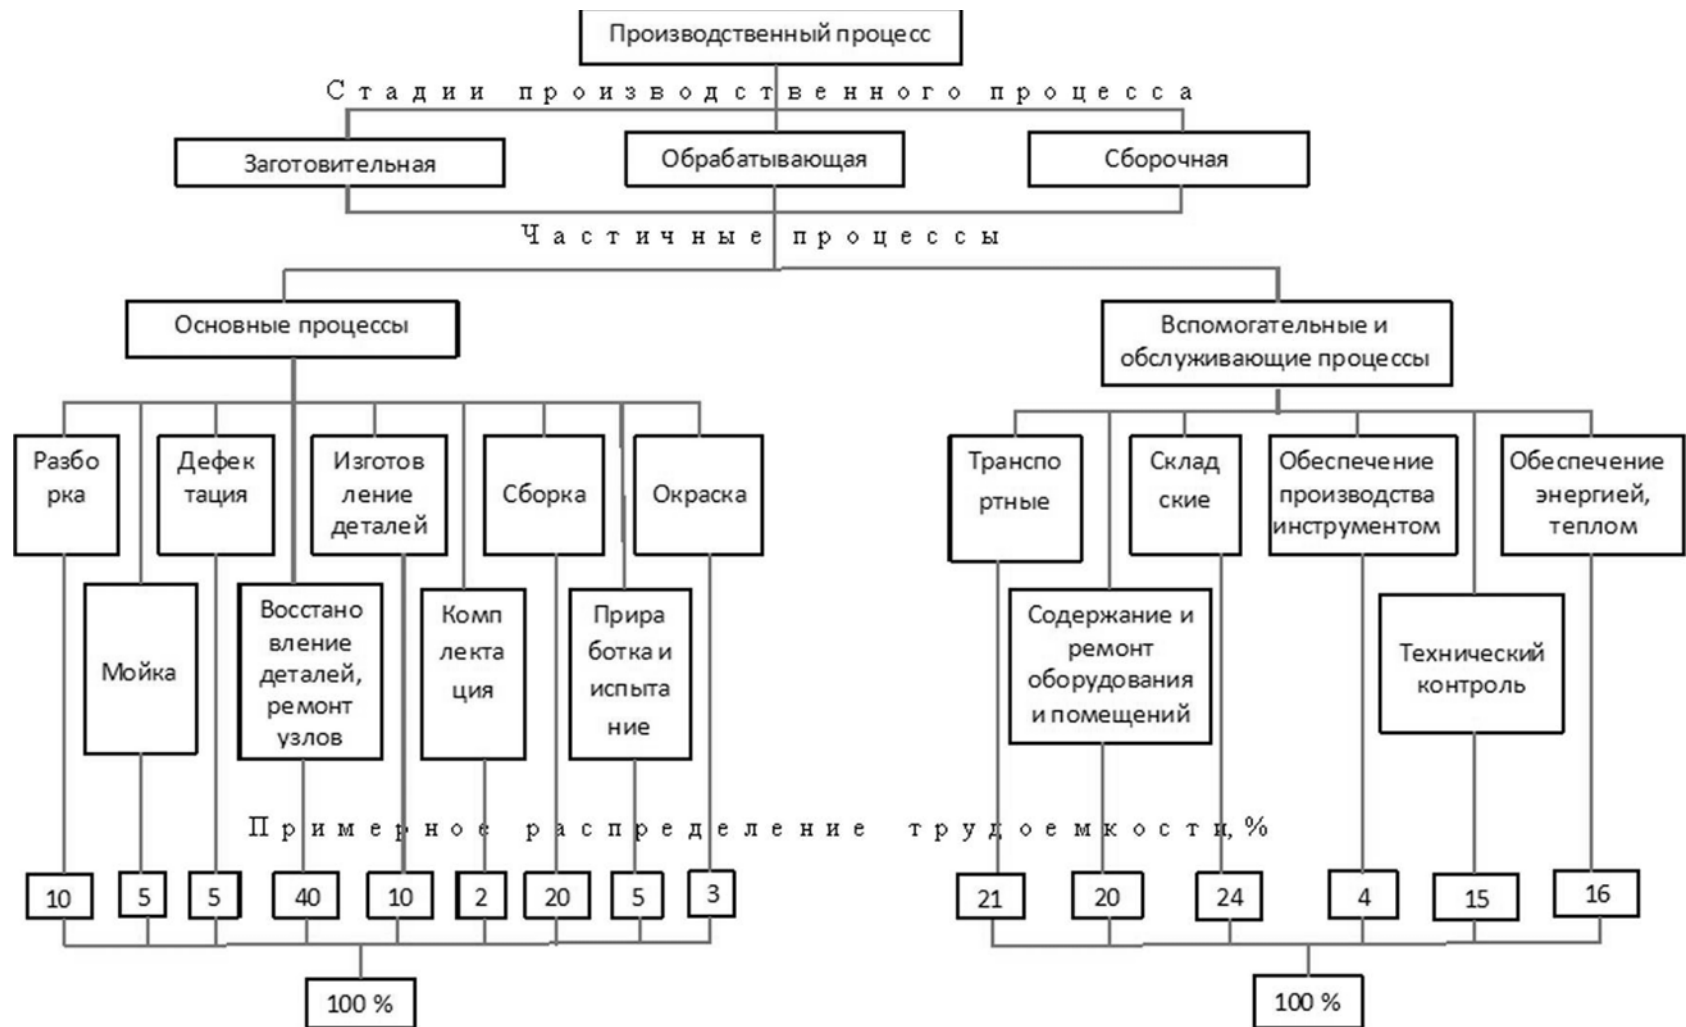 Производственный процесс
Стадии производственного процесса
Заготовительная
Обрабатывающая
Сборочная
Частичные процессы
Основные процессы
Вспомогательные и
обслуживающие процессы
Разбо
рка
Дефек
тация
Изготов
ление
деталей
Сборка
Окраска
Транспо
ртные
Склад
ские
Обеспечение
производства
инструментом
Обеспечение
энергией,
теплом
Мойка
Восстано
вление
деталей,
ремонт
узлов
Комп
лекта
ция
Прира
ботка и
испыта
ние
Содержание и
ремонт
оборудования
и помещений
Технический
контроль
Примерное распределение трудоемкости,%
10
5
5
40
10
2
20
5
3
21
20
24
4
15
16
100 %
100 %